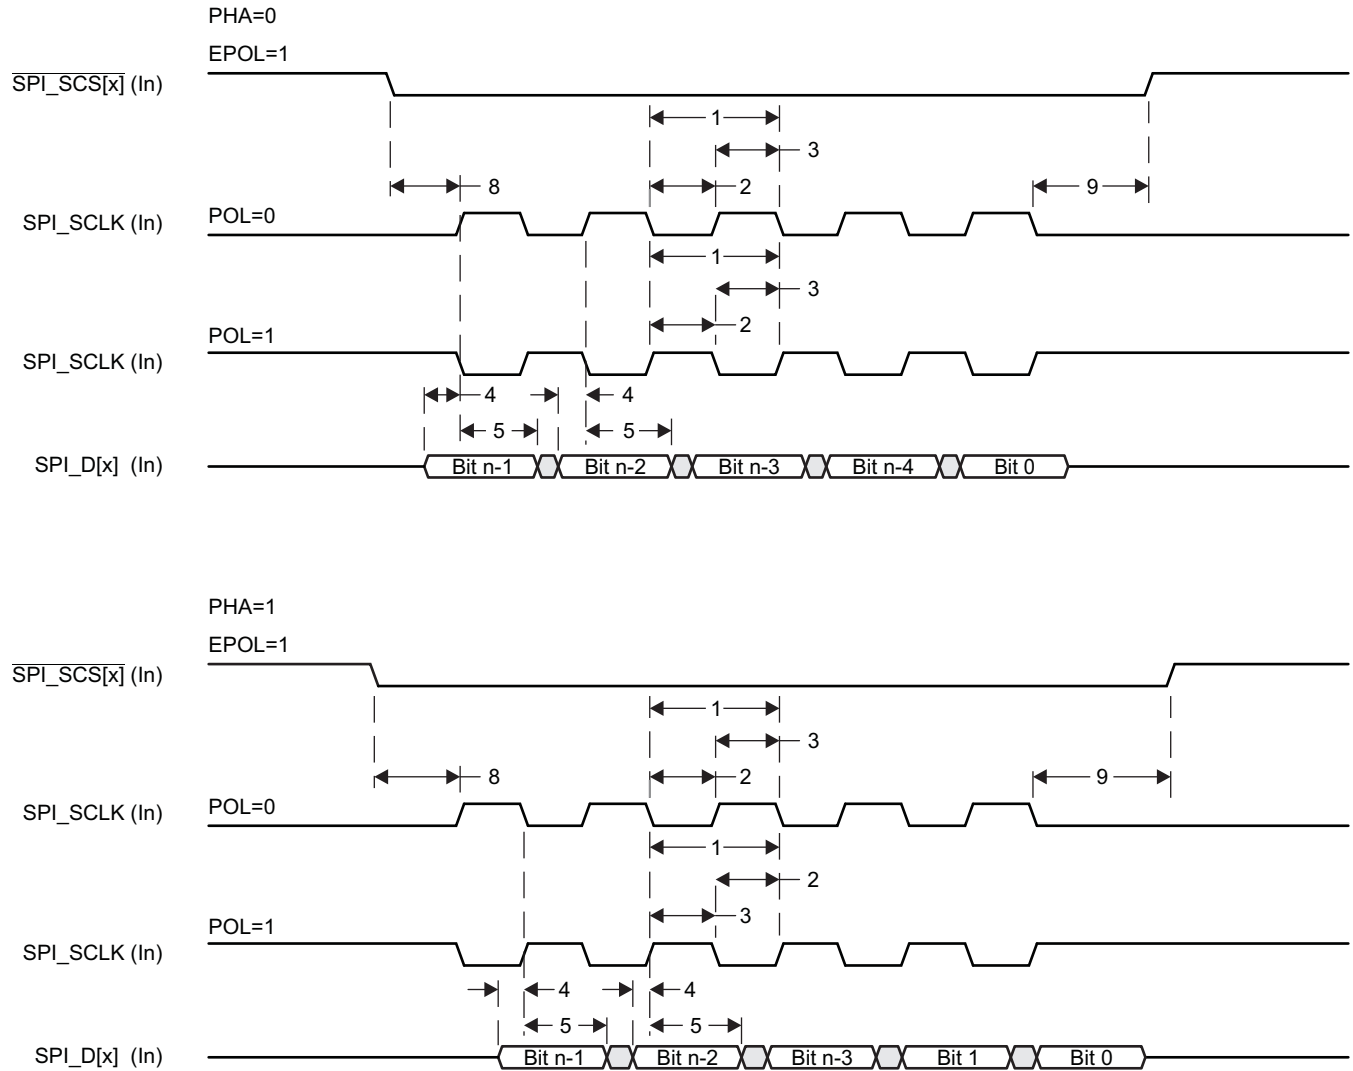 PHA=0
EPOL=1
SPI_SCS[x] (In)
1
3
8
2
9
SPI_SCLK (In)
POL=0
1
3
2
POL=1
SPI_SCLK (In)
4
4
5
5
SPI_D[x] (In)
Bit n-1
Bit n-2
Bit n-3
Bit n-4
Bit 0
PHA=1
EPOL=1
SPI_SCS[x] (In)
1
3
8
2
9
POL=0
SPI_SCLK (In)
1
2
3
POL=1
SPI_SCLK (In)
4
4
5
5
SPI_D[x] (In)
Bit n-1
Bit n-2
Bit n-3
Bit 1
Bit 0